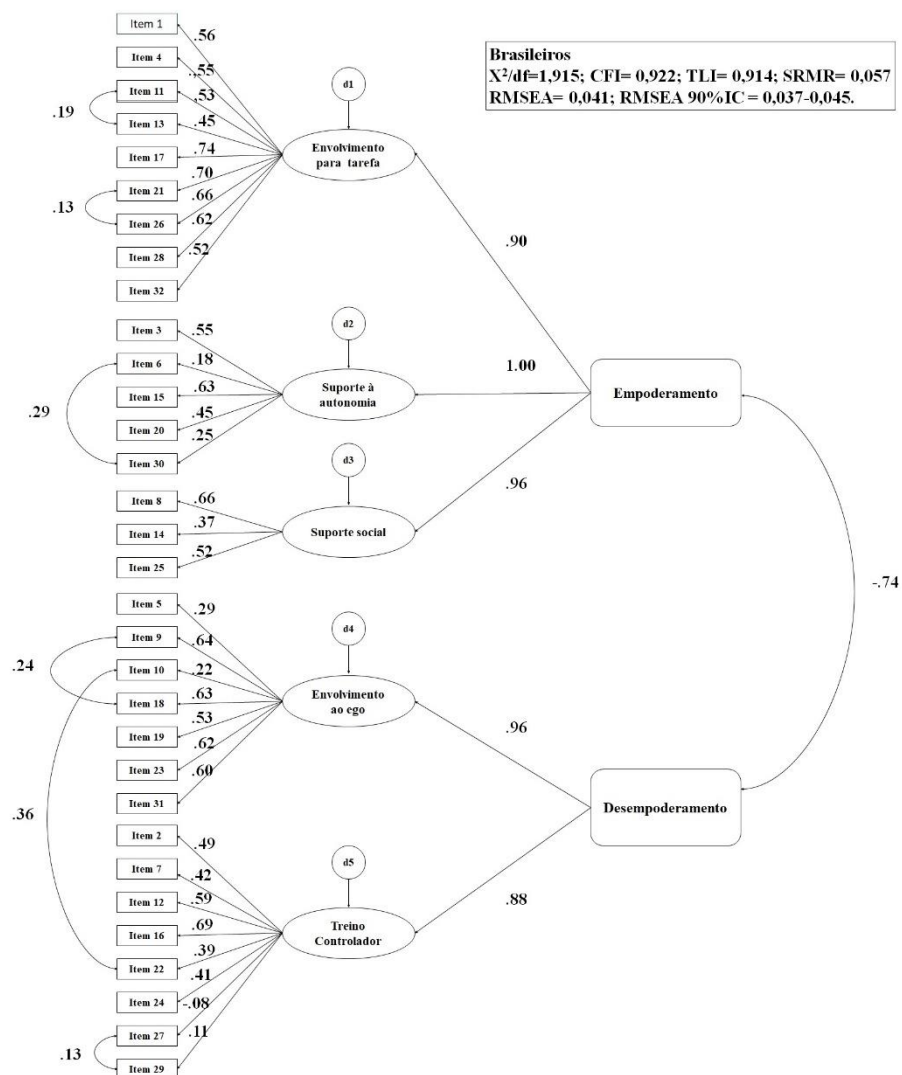 Brasileiros
X²/df=1,915; CFI= 0,922; TLI= 0,914; SRMR= 0,057
RMSEA= 0,041; RMSEA 90%IC = 0,037-0,045.
Item 1
.56
Item 4
.55
Item 11
.53
Item 13
.45
.19
Item 17
.74
Item 21
.70
Item 26
.66
.13
Item 28
.62
Item 32
.52
d1
Envolvimento
para tarefa
.90
Item 3
.55
Item 6
.18
Item 15
.63
Item 20
.45
Item 30
.25
.29
d2
Suporte à
autonomia
1.00
Item 8
.66
Item 14
.37
Item 25
.52
d3
Suporte social
.96
Empoderamento
-.74
Item 5
.29
Item 9
.64
Item 10
.22
Item 18
.63
.24
Item 19
.53
Item 23
.62
Item 31
.60
d4
Envolvimento
ao ego
.96
.36
Item 2
.49
Item 7
.42
Item 12
.59
Item 16
.69
Item 22
.39
Item 24
.41
Item 27
-.08
Item 29
.11
.13
d5
Treino
Controlador
.88
Desempoderamento